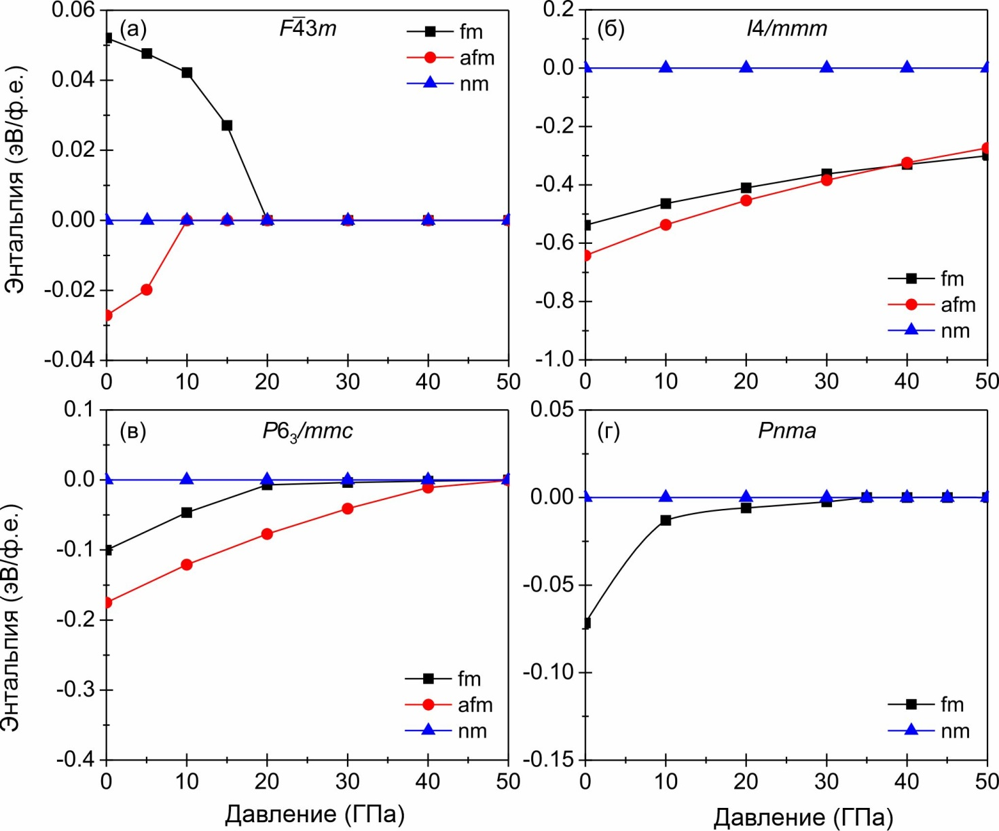 (а) F4̅3m
fm
afm
nm
0.06
0.04
0.02
0.00
-0.02
-0.04
0 10 20 30 40 50
Энтальпия (эВ/ф.е.)
(б) I4/mmm
0.2
0.0
-0.2
-0.4
-0.6
-0.8
-1.0
fm
afm
nm
0 10 20 30 40 50
(в) P6₃/mmc
0.1
0.0
-0.1
-0.2
-0.3
-0.4
fm
afm
nm
0 10 20 30 40 50
Энтальпия (эВ/ф.е.)
Давление (ГПа)
(г) Pnma
0.05
0.00
-0.05
-0.10
-0.15
fm
nm
0 10 20 30 40 50
Давление (ГПа)